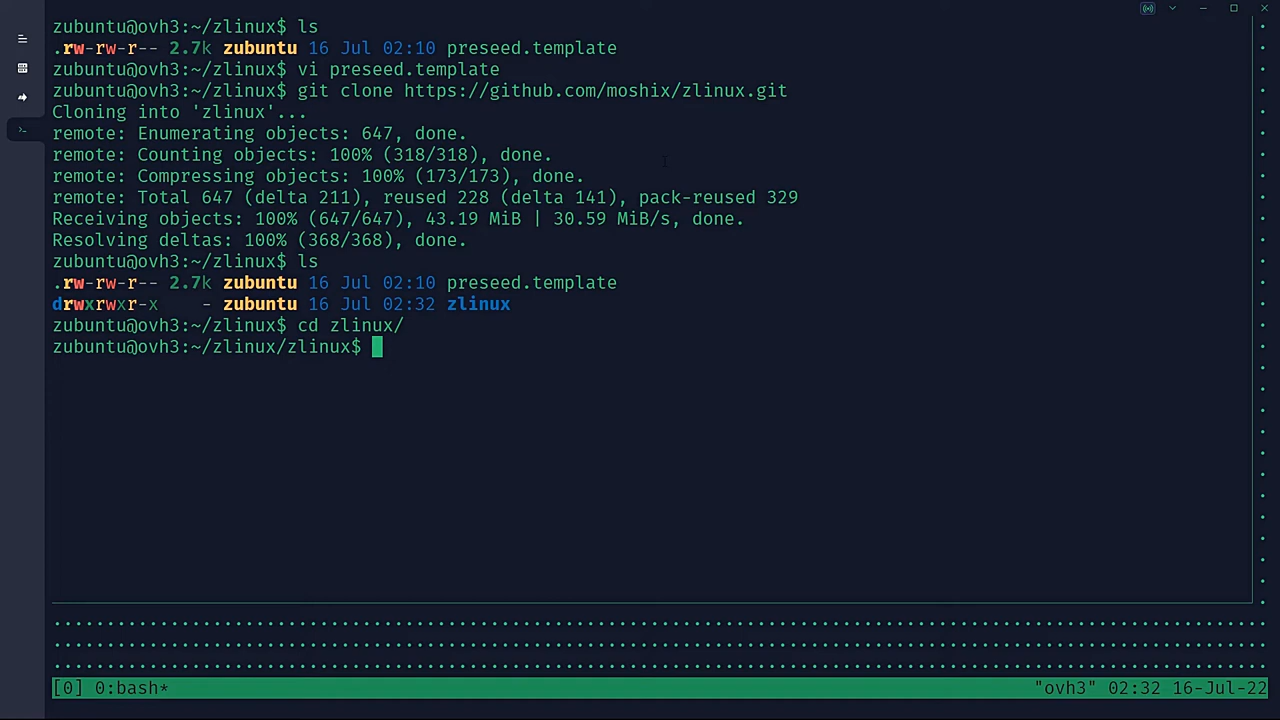 zubuntu@ovh3:~/zlinux$ ls
.rw-rw-r-- 2.7k zubuntu 16 Jul 02:10 preseed.template
zubuntu@ovh3:~/zlinux$ vi preseed.template
zubuntu@ovh3:~/zlinux$ git clone https://github.com/moshix/zlinux.git
Cloning into 'zlinux'...
remote: Enumerating objects: 647, done.
remote: Counting objects: 100% (318/318), done.
remote: Compressing objects: 100% (173/173), done.
remote: Total 647 (delta 211), reused 228 (delta 141), pack-reused 329
Receiving objects: 100% (647/647), 43.19 MiB | 30.59 MiB/s, done.
Resolving deltas: 100% (368/368), done.
zubuntu@ovh3:~/zlinux$ ls
.rw-rw-r-- 2.7k zubuntu 16 Jul 02:10 preseed.template
drwxrwxr-x    - zubuntu 16 Jul 02:32 zlinux
zubuntu@ovh3:~/zlinux$ cd zlinux/
zubuntu@ovh3:~/zlinux/zlinux$
[0] 0:bash* "ovh3" 02:32 16-Jul-22